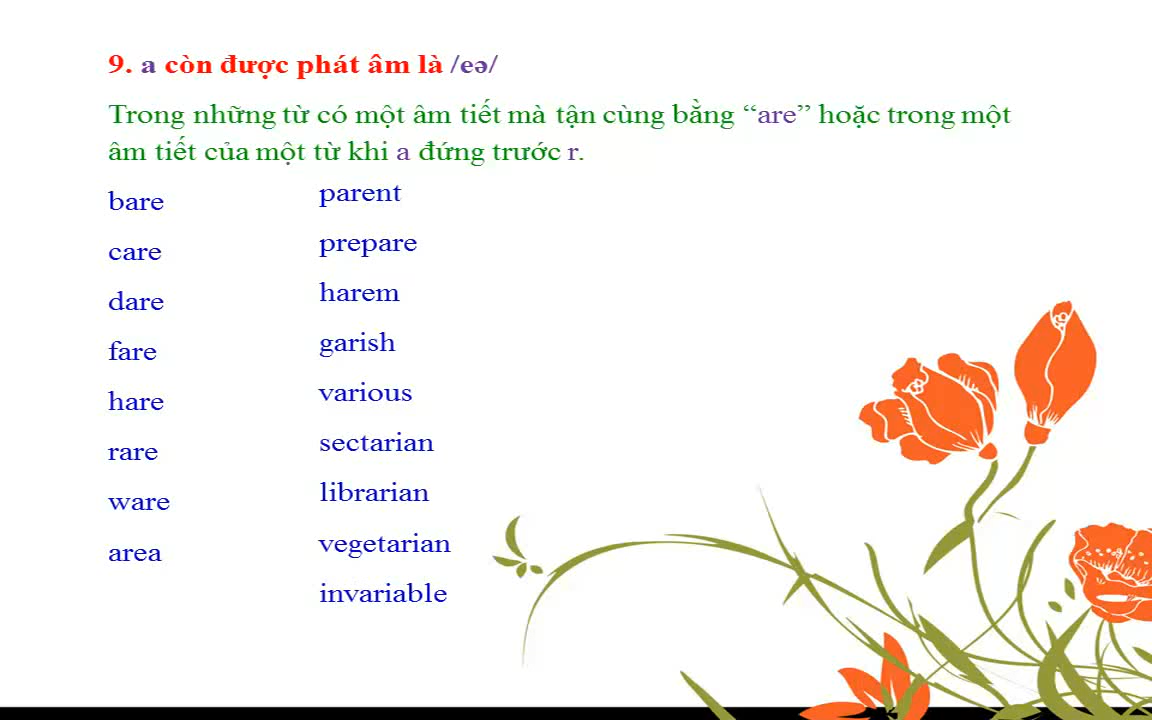 9. a còn được phát âm là /eə/
Trong những từ có một âm tiết mà tận cùng bằng “are” hoặc trong một
âm tiết của một từ khi a đứng trước r.
bare
care
dare
fare
hare
rare
ware
area
parent
prepare
harem
garish
various
sectarian
librarian
vegetarian
invariable